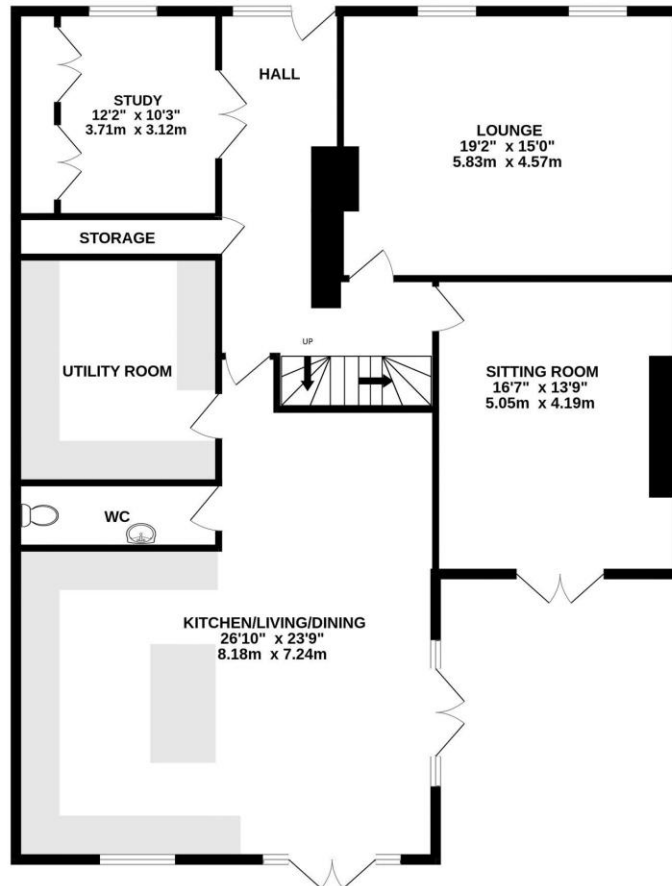 HALL
STUDY
12'2" x 10'3"
3.71m x 3.12m
LOUNGE
19'2" x 15'0"
5.83m x 4.57m
STORAGE
UP
UTILITY ROOM
SITTING ROOM
16'7" x 13'9"
5.05m x 4.19m
WC
KITCHEN/LIVING/DINING
26'10" x 23'9"
8.18m x 7.24m